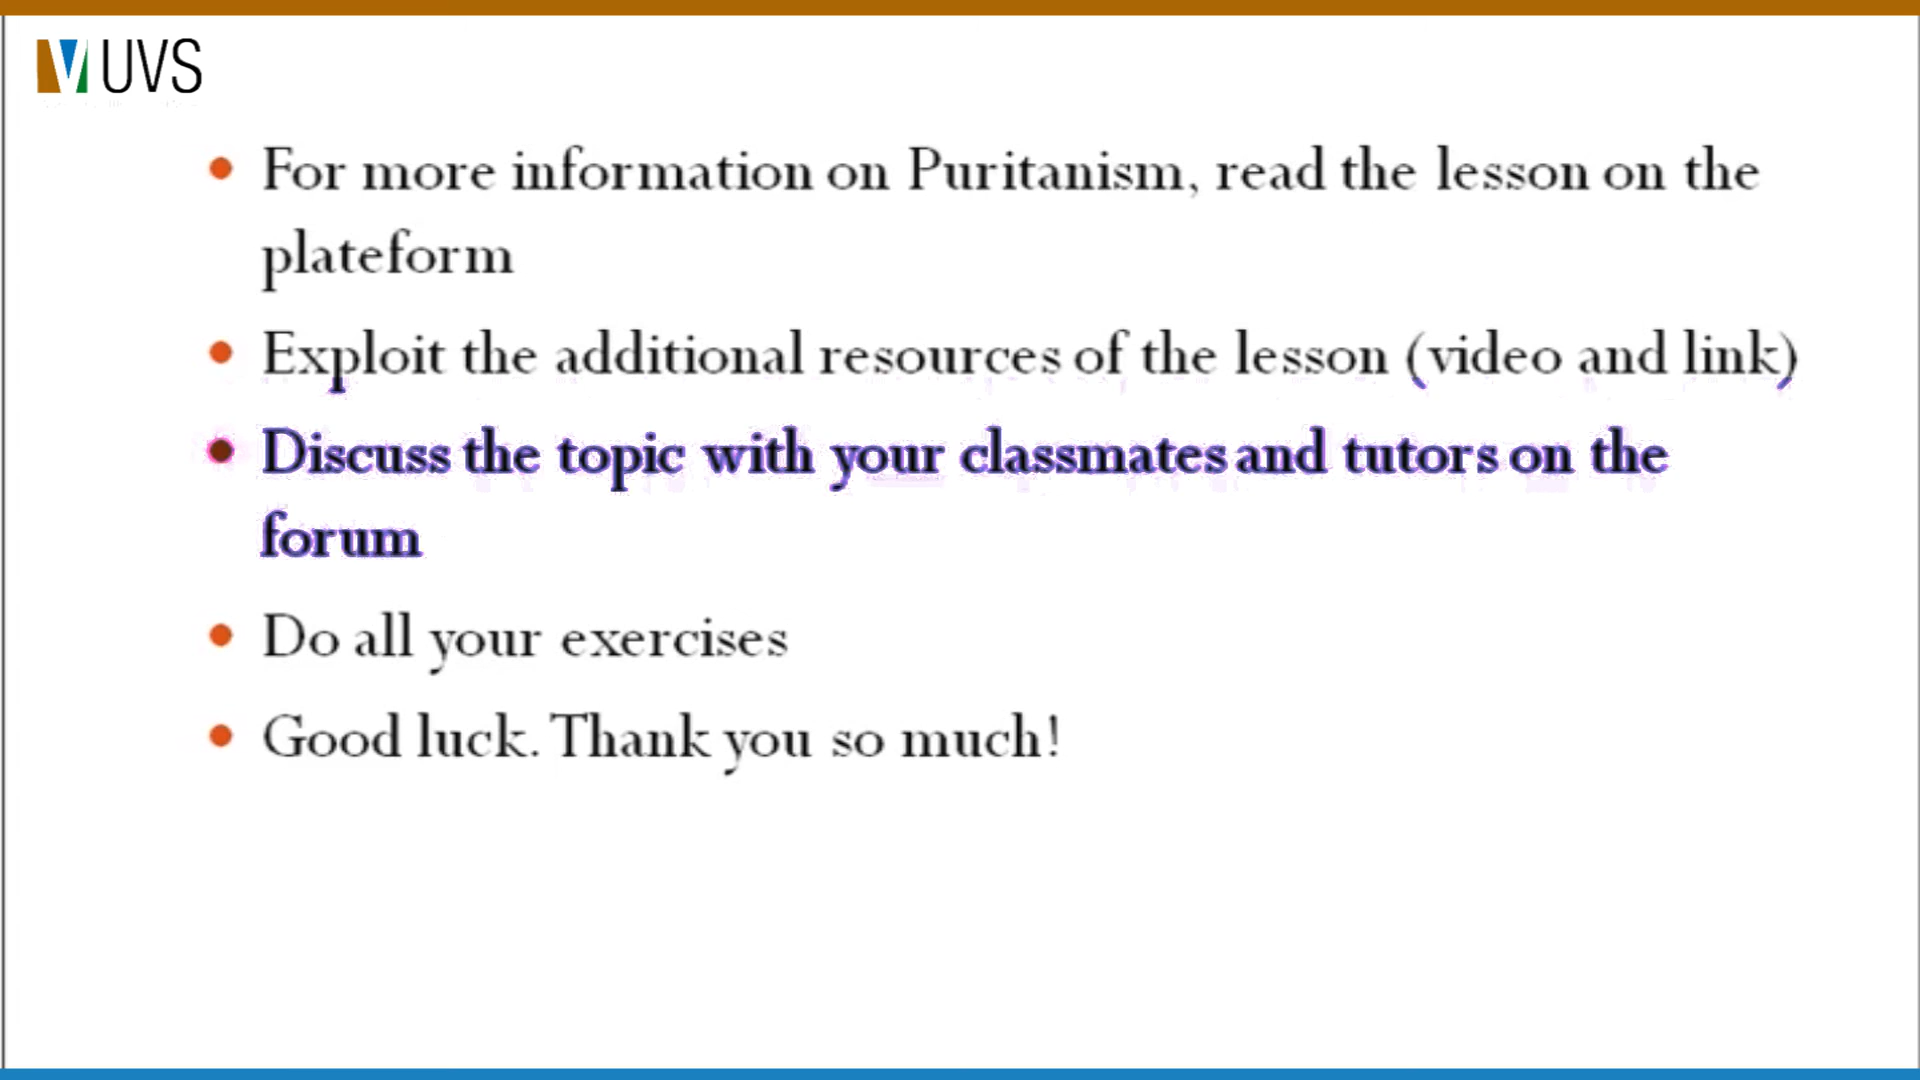 UVS
• For more information on Puritanism, read the lesson on the
plateform
• Exploit the additional resources of the lesson (video and link)
• Discuss the topic with your classmates and tutors on the
forum
• Do all your exercises
• Good luck. Thank you so much!